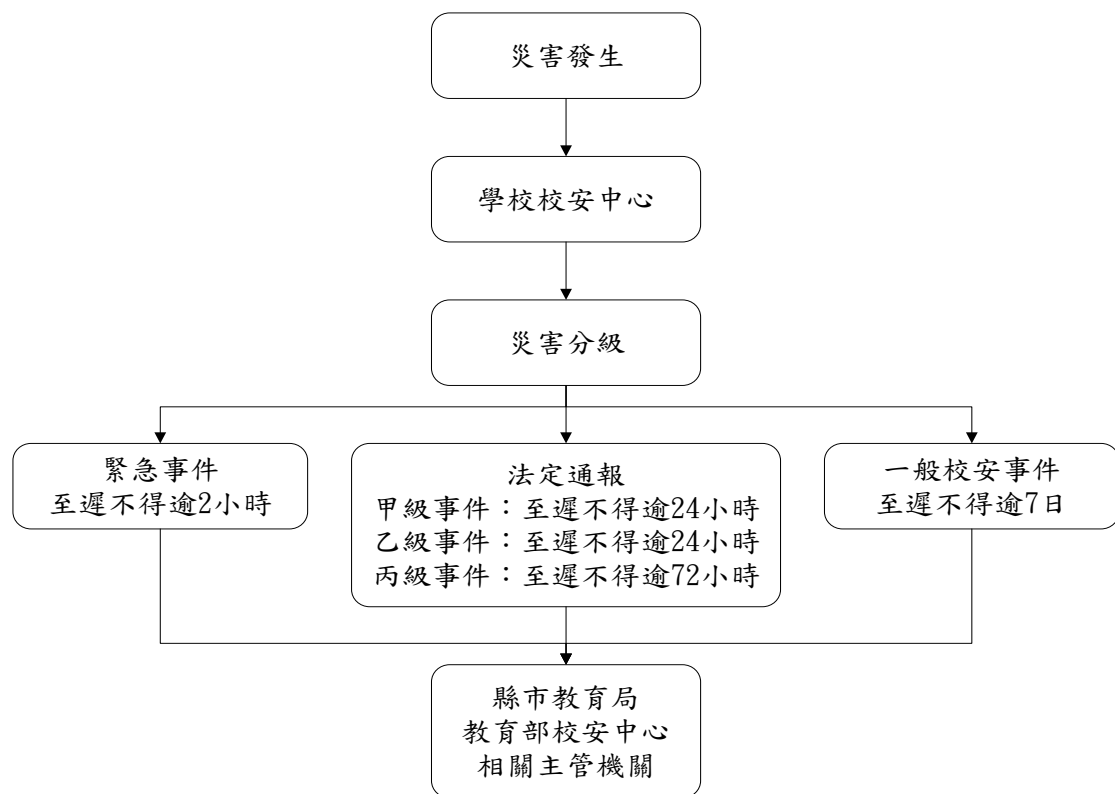 災害發生
學校校安中心
災害分級
緊急事件
至遲不得逾2小時
法定通報
甲級事件：至遲不得逾24小時
乙級事件：至遲不得逾24小時
丙級事件：至遲不得逾72小時
一般校安事件
至遲不得逾7日
縣市教育局
教育部校安中心
相關主管機關